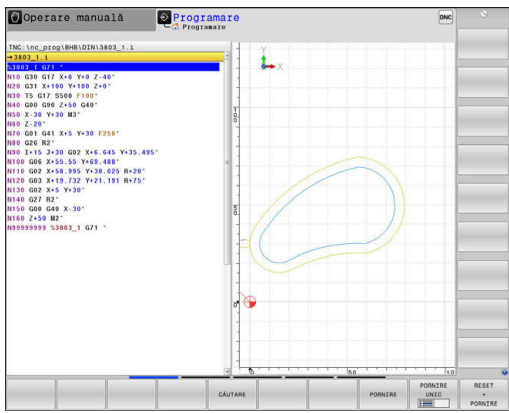 Operare manuală
Programare
Programare
DNC
TNC:\nc_prog\BHB\DIN\3803_1.i
→3803_1.i
%3803_1 G71 *
N10 G30 G17 X+0 Y+0 Z-40*
N20 G31 X+100 Y+100 Z+0*
N30 T5 G17 S500 F100*
N40 G00 G90 Z+50 G40*
N50 X-30 Y+30 M3*
N60 Z-20*
N70 G01 G41 X+5 Y+30 F250*
N80 G26 R2*
N90 I+15 J+30 G02 X+6.645 Y+35.495*
N100 G06 X+55.55 Y+69.488*
N110 G02 X+58.995 Y+30.025 R+20*
N120 G03 X+19.732 Y+21.191 R+75*
N130 G02 X+5 Y+30*
N140 G27 R2*
N150 G00 G40 X-30*
N160 Z+50 M2*
N99999999 %3803_1 G71 *
Y
X
100
50
0
0
50
10
CĂUTARE
PORNIRE
PORNIRE
UNIC
RESET
+
PORNIRE